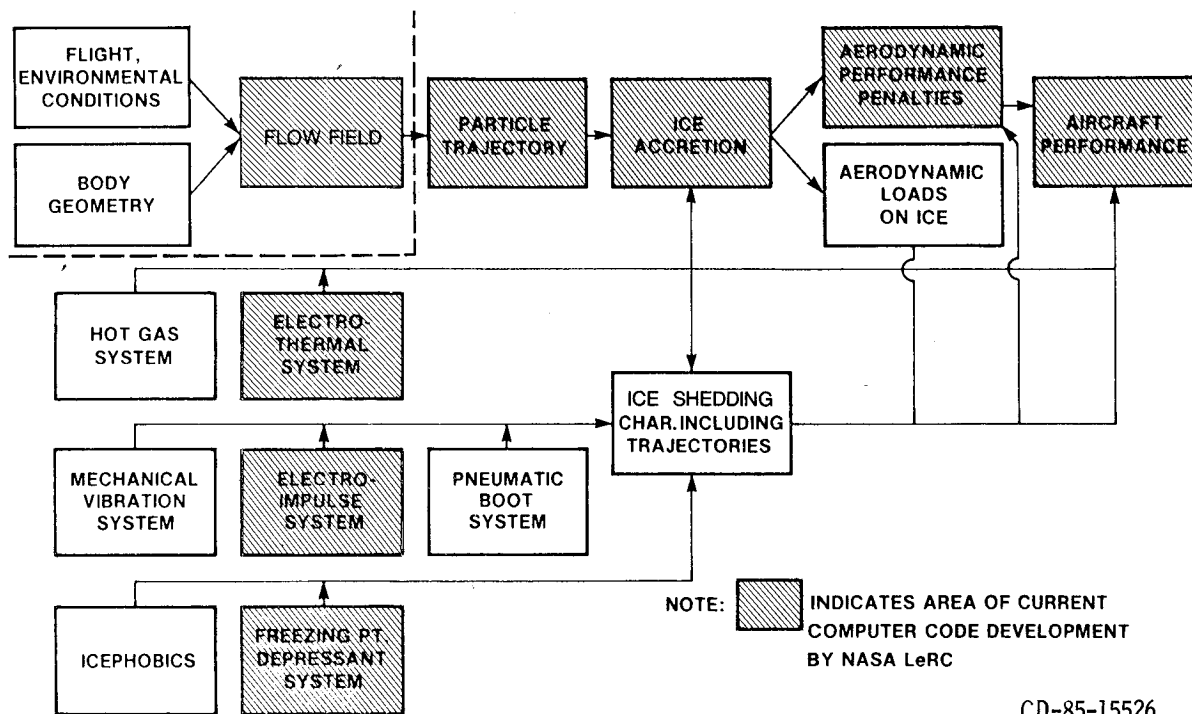 FLIGHT,
ENVIRONMENTAL
CONDITIONS
BODY
GEOMETRY
FLOW FIELD
PARTICLE
TRAJECTORY
ICE
ACCRETION
AERODYNAMIC
PERFORMANCE
PENALTIES
AERODYNAMIC
LOADS
ON ICE
AIRCRAFT
PERFORMANCE
HOT GAS
SYSTEM
ELECTRO-
THERMAL
SYSTEM
ICE SHEDDING
CHAR. INCLUDING
TRAJECTORIES
MECHANICAL
VIBRATION
SYSTEM
ELECTRO-
IMPULSE
SYSTEM
PNEUMATIC
BOOT
SYSTEM
ICEPHOBICS
FREEZING PT.
DEPRESSANT
SYSTEM
NOTE:
INDICATES AREA OF CURRENT
COMPUTER CODE DEVELOPMENT
BY NASA LeRC
CD-85-15526